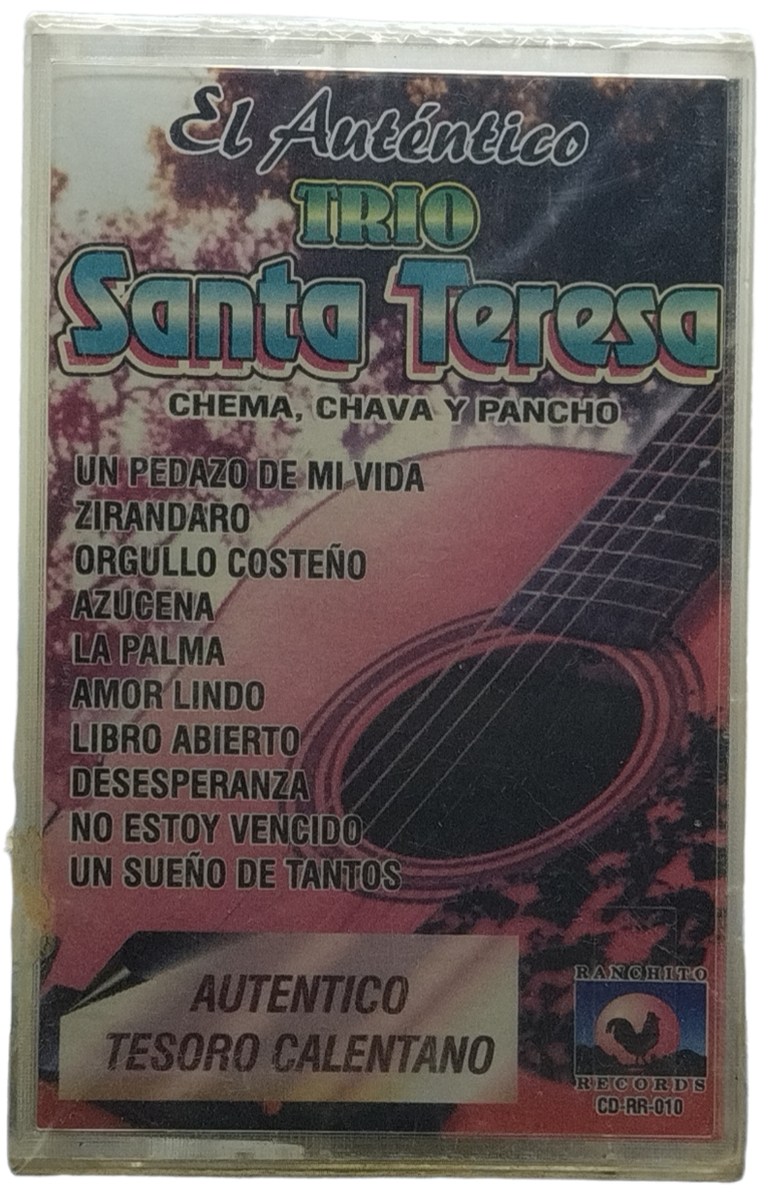 El Auténtico
TRIO
Santa Teresa
CHEMA, CHAVA Y PANCHO
UN PEDAZO DE MI VIDA
ZIRANDARO
ORGULLO COSTEÑO
AZUCENA
LA PALMA
AMOR LINDO
LIBRO ABIERTO
DESESPERANZA
NO ESTOY VENCIDO
UN SUEÑO DE TANTOS
AUTENTICO
TESORO CALENTANO
RANCHITO
RECORDS
CD-RR-010